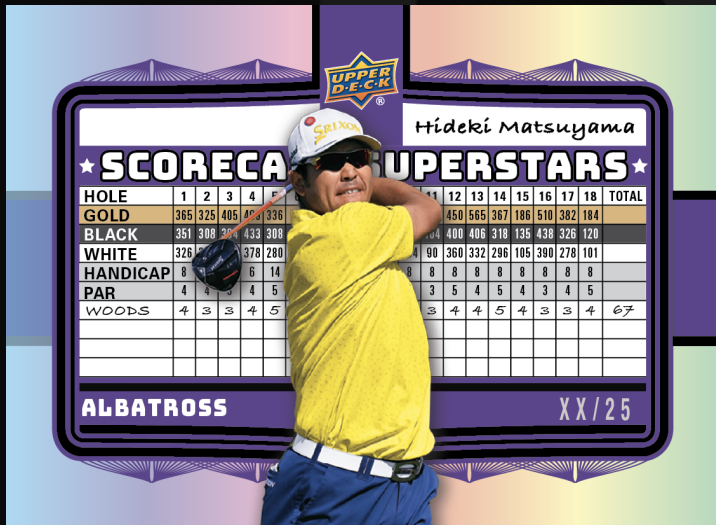 UPPER
D·E·C·K
®
Hideki Matsuyama
SRIXON
SCORECA SUPERSTARS
HOLE 1 2 3 4 5 11 12 13 14 15 16 17 18 TOTAL
GOLD 365 325 405 336 450 565 367 186 510 382 184
BLACK 351 308 433 308 400 406 318 135 438 326 120
WHITE 326 378 280 90 360 332 296 105 390 278 101
HANDICAP 8 6 14 8 8 8 8 8 8 8 8
PAR 4 4 4 5 3 5 4 5 4 3 4 5
WOODS 4 3 3 4 5 3 4 4 5 4 3 3 4 67
ALBATROSS XX/25